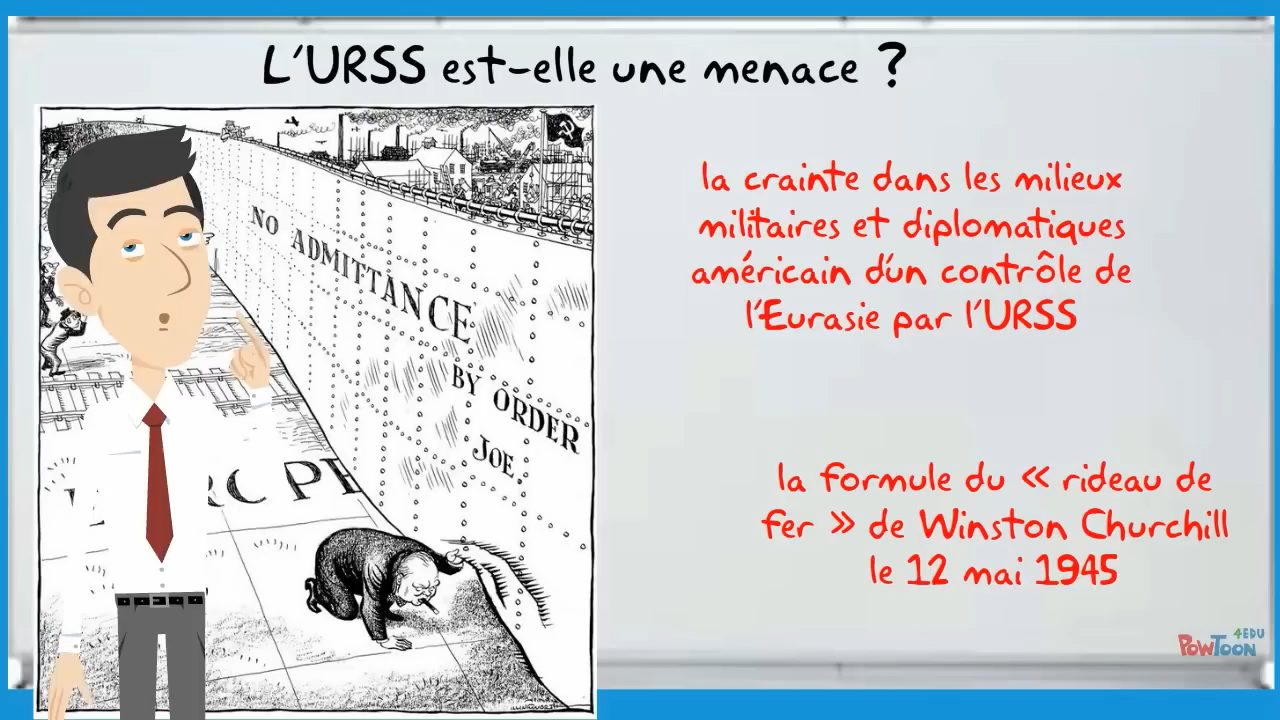 L'URSS est-elle une menace ?
la crainte dans les milieux
militaires et diplomatiques
américain d'un contrôle de
l'Eurasie par l'URSS
NO ADMITTANCE
BY ORDER
JOE
la formule du « rideau de
fer » de Winston Churchill
le 12 mai 1945
4EDU
POWTOON